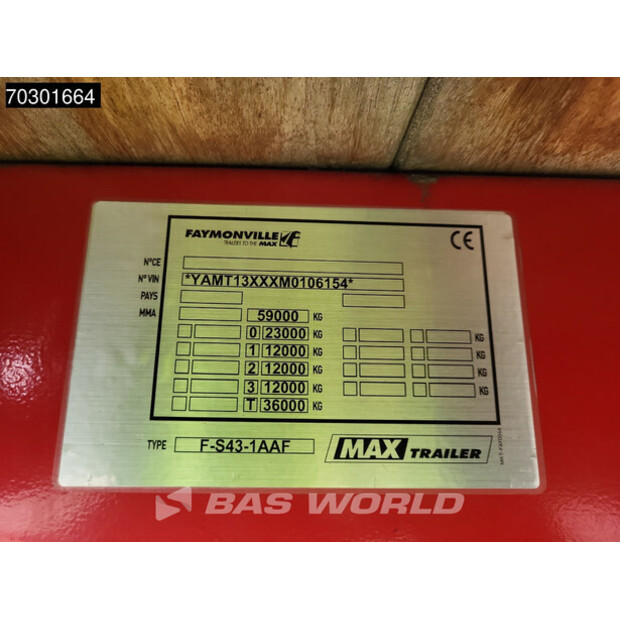 70301664
FAYMONVILLE
TRAILERS TO THE MAX
CE
N°CE
N° VIN *YAMT13XXXM0106154*
PAYS
MMA 59000 KG
0 23000 KG KG
1 12000 KG KG
2 12000 KG KG
3 12000 KG KG
T 36000 KG
TYPE F-S43-1AAF MAX TRAILER
BAS WORLD